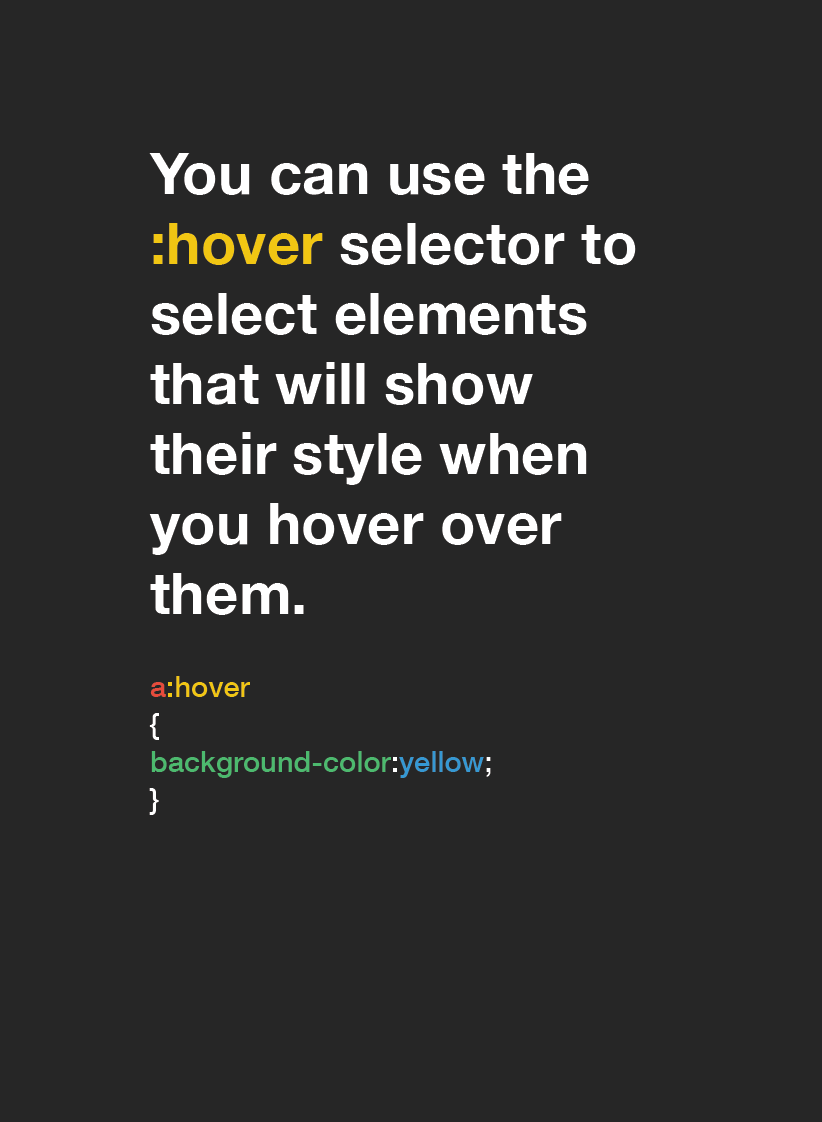 You can use the
:hover selector to
select elements
that will show
their style when
you hover over
them.
a:hover
{
background-color:yellow;
}